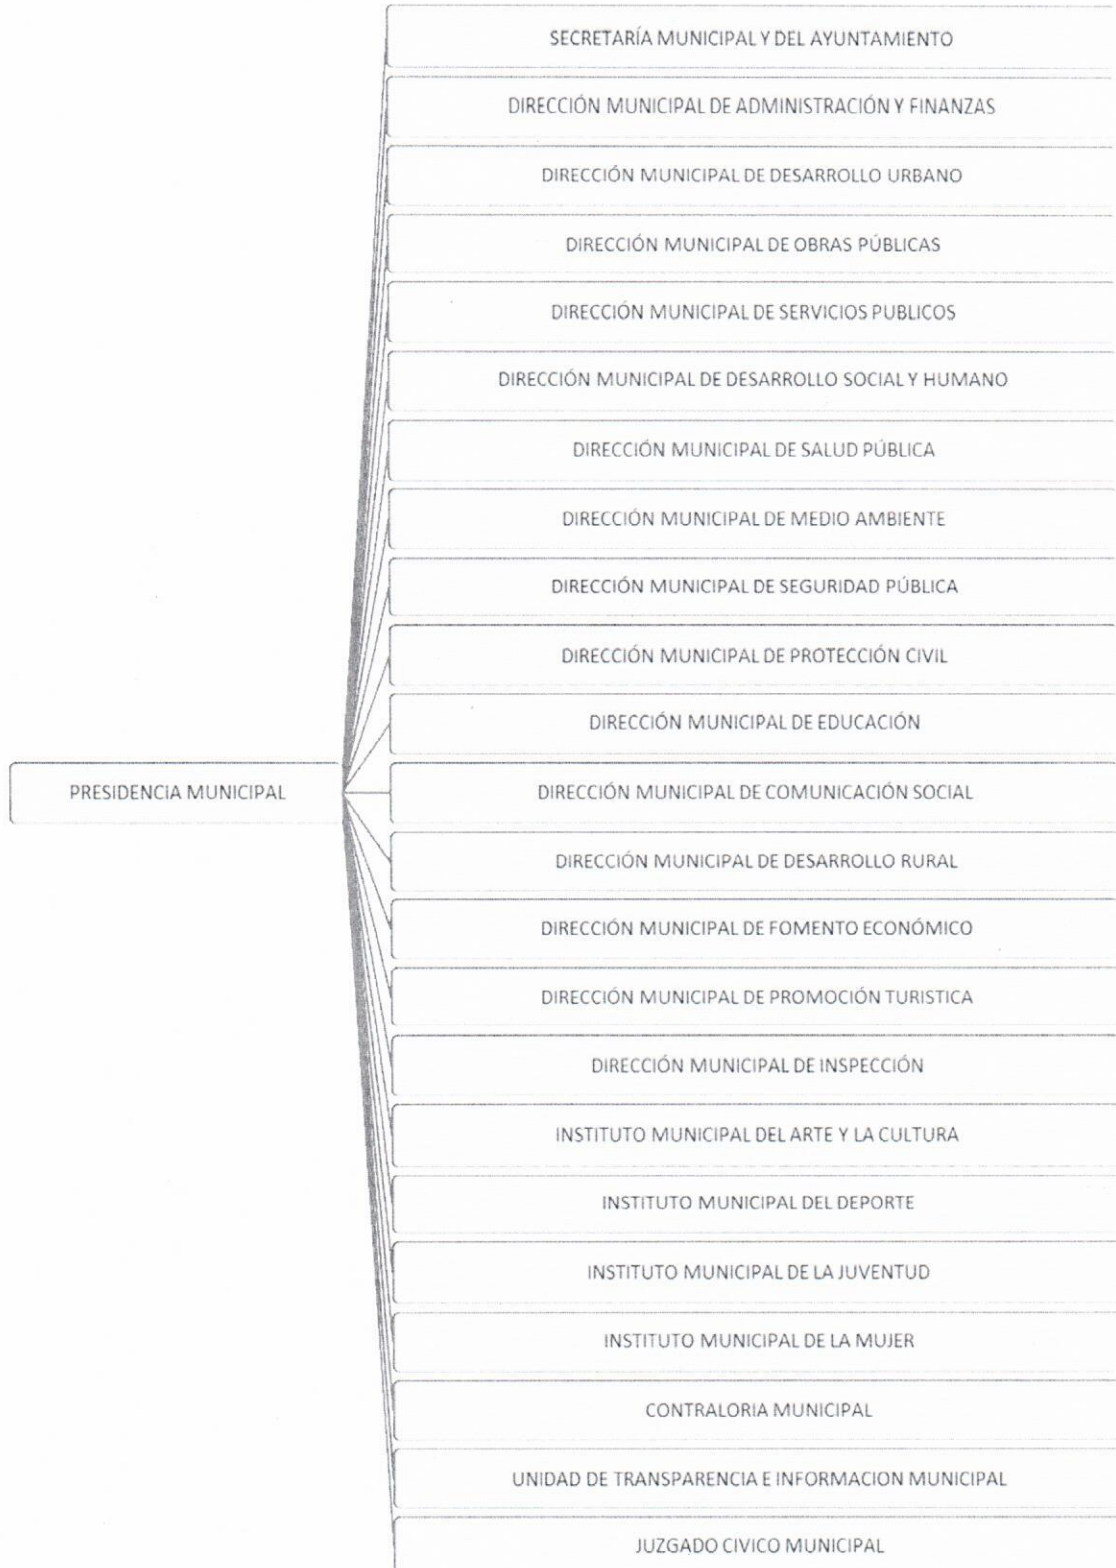 SECRETARÍA MUNICIPAL Y DEL AYUNTAMIENTO
DIRECCIÓN MUNICIPAL DE ADMINISTRACIÓN Y FINANZAS
DIRECCIÓN MUNICIPAL DE DESARROLLO URBANO
DIRECCIÓN MUNICIPAL DE OBRAS PÚBLICAS
DIRECCIÓN MUNICIPAL DE SERVICIOS PUBLICOS
DIRECCIÓN MUNICIPAL DE DESARROLLO SOCIAL Y HUMANO
DIRECCIÓN MUNICIPAL DE SALUD PÚBLICA
DIRECCIÓN MUNICIPAL DE MEDIO AMBIENTE
DIRECCIÓN MUNICIPAL DE SEGURIDAD PÚBLICA
DIRECCIÓN MUNICIPAL DE PROTECCIÓN CIVIL
DIRECCIÓN MUNICIPAL DE EDUCACIÓN
PRESIDENCIA MUNICIPAL
DIRECCIÓN MUNICIPAL DE COMUNICACIÓN SOCIAL
DIRECCIÓN MUNICIPAL DE DESARROLLO RURAL
DIRECCIÓN MUNICIPAL DE FOMENTO ECONÓMICO
DIRECCIÓN MUNICIPAL DE PROMOCIÓN TURISTICA
DIRECCIÓN MUNICIPAL DE INSPECCIÓN
INSTITUTO MUNICIPAL DEL ARTE Y LA CULTURA
INSTITUTO MUNICIPAL DEL DEPORTE
INSTITUTO MUNICIPAL DE LA JUVENTUD
INSTITUTO MUNICIPAL DE LA MUJER
CONTRALORIA MUNICIPAL
UNIDAD DE TRANSPARENCIA E INFORMACION MUNICIPAL
JUZGADO CIVICO MUNICIPAL